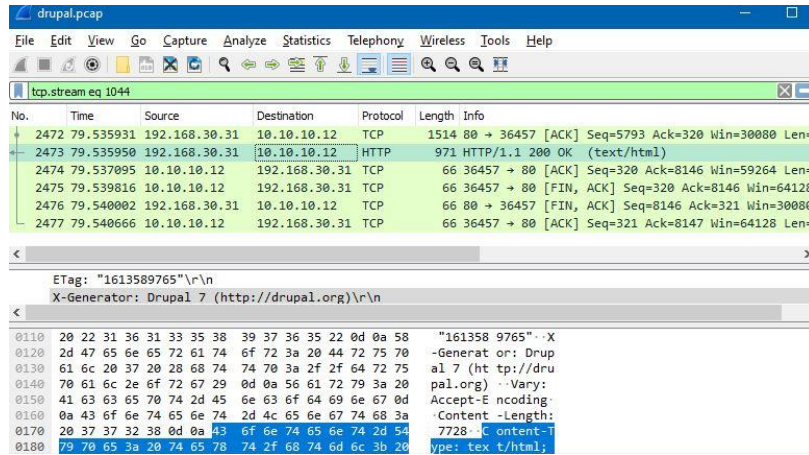 drupal.pcap
File Edit View Go Capture Analyze Statistics Telephony Wireless Tools Help
tcp.stream eq 1044
No. Time Source Destination Protocol Length Info
2472 79.535931 192.168.30.31 10.10.10.12 TCP 1514 80 → 36457 [ACK] Seq=5793 Ack=320 Win=30080 Len=
2473 79.535950 192.168.30.31 10.10.10.12 HTTP 971 HTTP/1.1 200 OK (text/html)
2474 79.537095 10.10.10.12 192.168.30.31 TCP 66 36457 → 80 [ACK] Seq=320 Ack=8146 Win=59264 Len=
2475 79.539816 10.10.10.12 192.168.30.31 TCP 66 36457 → 80 [FIN, ACK] Seq=320 Ack=8146 Win=64128
2476 79.540002 192.168.30.31 10.10.10.12 TCP 66 80 → 36457 [FIN, ACK] Seq=8146 Ack=321 Win=30080
2477 79.540666 10.10.10.12 192.168.30.31 TCP 66 36457 → 80 [ACK] Seq=321 Ack=8147 Win=64128 Len=
ETag: "1613589765"\r\n
X-Generator: Drupal 7 (http://drupal.org)\r\n
0110 20 22 31 36 31 33 35 38 39 37 36 35 22 0d 0a 58 "161358 9765"··X
0120 2d 47 65 6e 65 72 61 74 6f 72 3a 20 44 72 75 70 -Generat or: Drup
0130 61 6c 20 37 20 28 68 74 74 70 3a 2f 2f 64 72 75 al 7 (ht tp://dru
0140 70 61 6c 2e 6f 72 67 29 0d 0a 56 61 72 79 3a 20 pal.org) ··Vary:
0150 41 63 63 65 70 74 2d 45 6e 63 6f 64 69 6e 67 0d Accept-E ncoding·
0160 0a 43 6f 6e 74 65 6e 74 2d 4c 65 6e 67 74 68 3a ·Content -Length:
0170 20 37 37 32 38 0d 0a 43 6f 6e 74 65 6e 74 2d 54 7728··C ontent-T
0180 79 70 65 3a 20 74 65 78 74 2f 68 74 6d 6c 3b 20 ype: tex t/html;